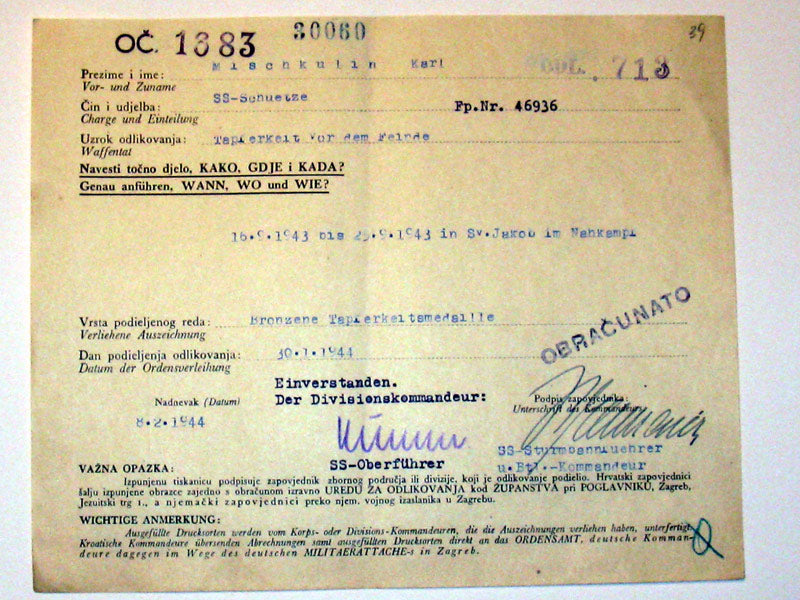 39
30060
OČ. 1383
ODL. 713
Prezime i ime: Mischkulin Karl
Vor- und Zuname
Čin i udjelba: SS-Schuetze Fp.Nr. 46936
Charge und Einteilung
Uzrok odlikovanja: Tapferkeit vor dem Feinde
Waffentat
Navesti točno djelo, KAKO, GDJE i KADA?
Genau anführen, WANN, WO und WIE?
16.9.1943 bis 25.9.1943 in Sv.Jakob im Nahkampf
Vrsta podieljenog reda: Bronzene Tapferkeitsmedaille
Verliehene Auszeichnung
OBRAČUNATO
Dan podieljenja odlikovanja: 30.1.1944
Datum der Ordensverleihung
Einverstanden.
Nadnevak (Datum) Der Divisionskommandeur: Podpis zapovjednika:
Unterschrift des Kommandeurs
8.2.1944
SS-Sturmbannfuehrer
SS-Oberführer u.Btl.-Kommandeur
VAŽNA OPAZKA:
Izpunjenu tiskanicu podpisuje zapovjednik zbornog područja ili divizije, koji je odlikovanje podielio. Hrvatski zapovjednici
šalju izpunjene obrazce zajedno s obračunom izravno UREDU ZA ODLIKOVANJA kod ŽUPANSTVA pri POGLAVNIKU, Zagreb,
Jezuitski trg 1., a njemački zapovjednici preko njem. vojnog izaslanika u Zagrebu.
WICHTIGE ANMERKUNG:
Ausgefüllte Drucksorten werden vom Korps- oder Divisions-Kommandeuren, die die Auszeichnungen verliehen haben, unterfertigt.
Kroatische Kommandeure übersenden Abrechnungen samt ausgefüllten Drucksorten direkt an das ORDENSAMT, deutsche Komman-
deure dagegen im Wege des deutschen MILITAERATTACHE-s in Zagreb.